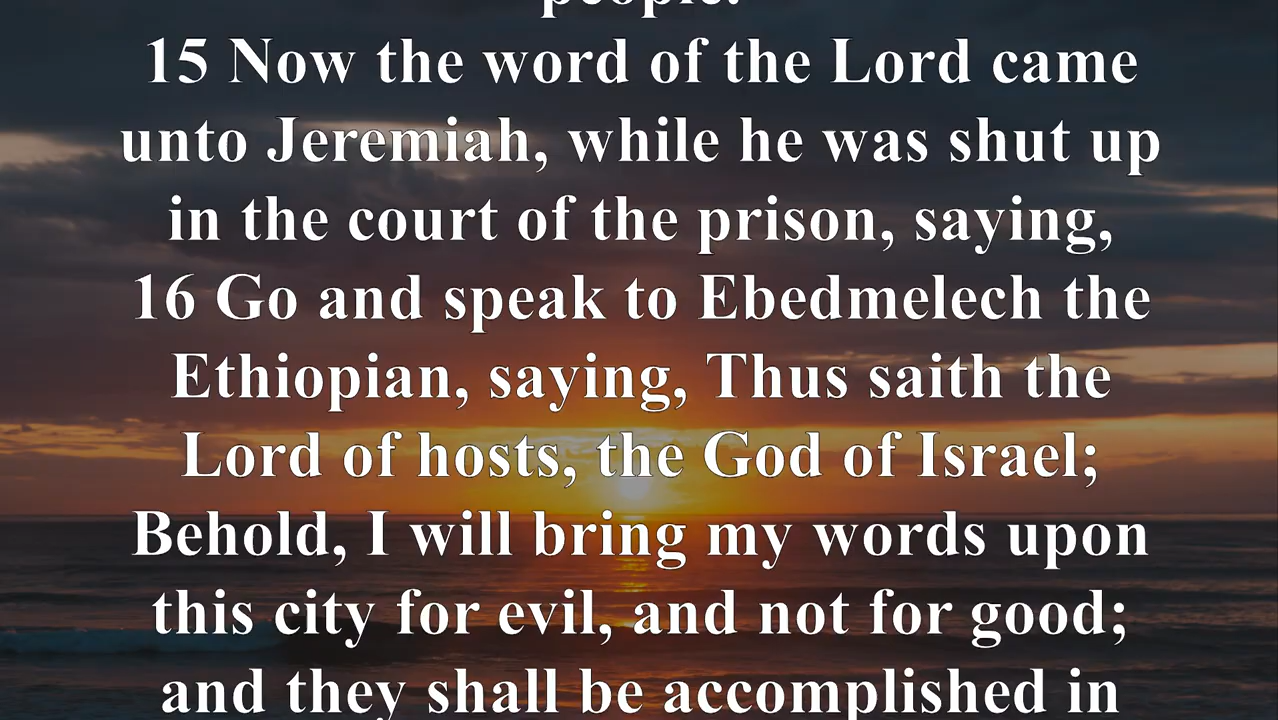 people.
15 Now the word of the Lord came
unto Jeremiah, while he was shut up
in the court of the prison, saying,
16 Go and speak to Ebedmelech the
Ethiopian, saying, Thus saith the
Lord of hosts, the God of Israel;
Behold, I will bring my words upon
this city for evil, and not for good;
and they shall be accomplished in